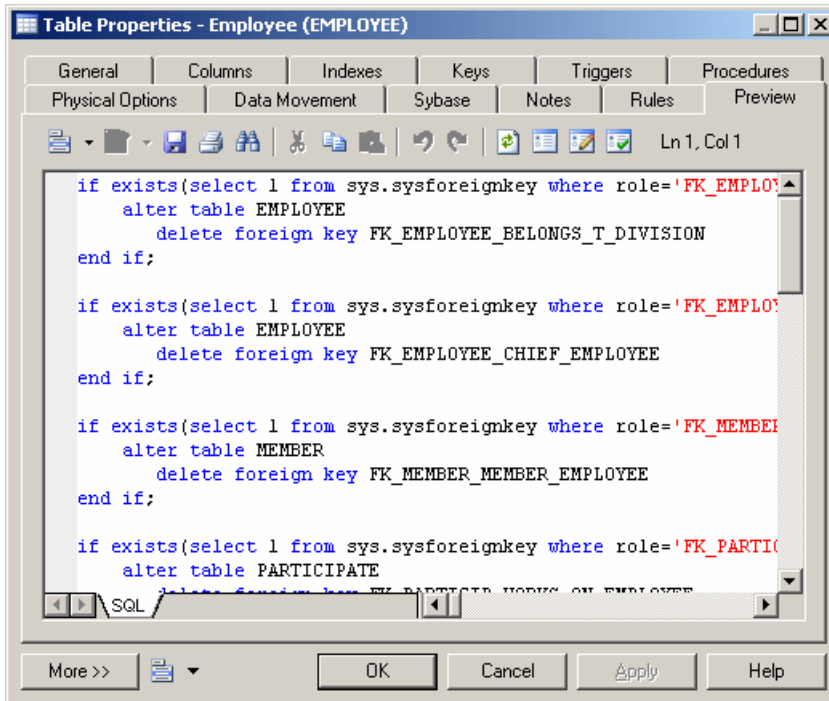 Table Properties - Employee (EMPLOYEE)
General Columns Indexes Keys Triggers Procedures
Physical Options Data Movement Sybase Notes Rules Preview
Ln 1, Col 1
if exists(select 1 from sys.sysforeignkey where role='FK_EMPLOY
alter table EMPLOYEE
delete foreign key FK_EMPLOYEE_BELONGS_T_DIVISION
end if;
if exists(select 1 from sys.sysforeignkey where role='FK_EMPLOY
alter table EMPLOYEE
delete foreign key FK_EMPLOYEE_CHIEF_EMPLOYEE
end if;
if exists(select 1 from sys.sysforeignkey where role='FK_MEMBER
alter table MEMBER
delete foreign key FK_MEMBER_MEMBER_EMPLOYEE
end if;
if exists(select 1 from sys.sysforeignkey where role='FK_PARTIC
alter table PARTICIPATE
delete foreign key FK_PARTICIP_WORKS_ON_EMPLOYEE
SQL
More >> OK Cancel Apply Help